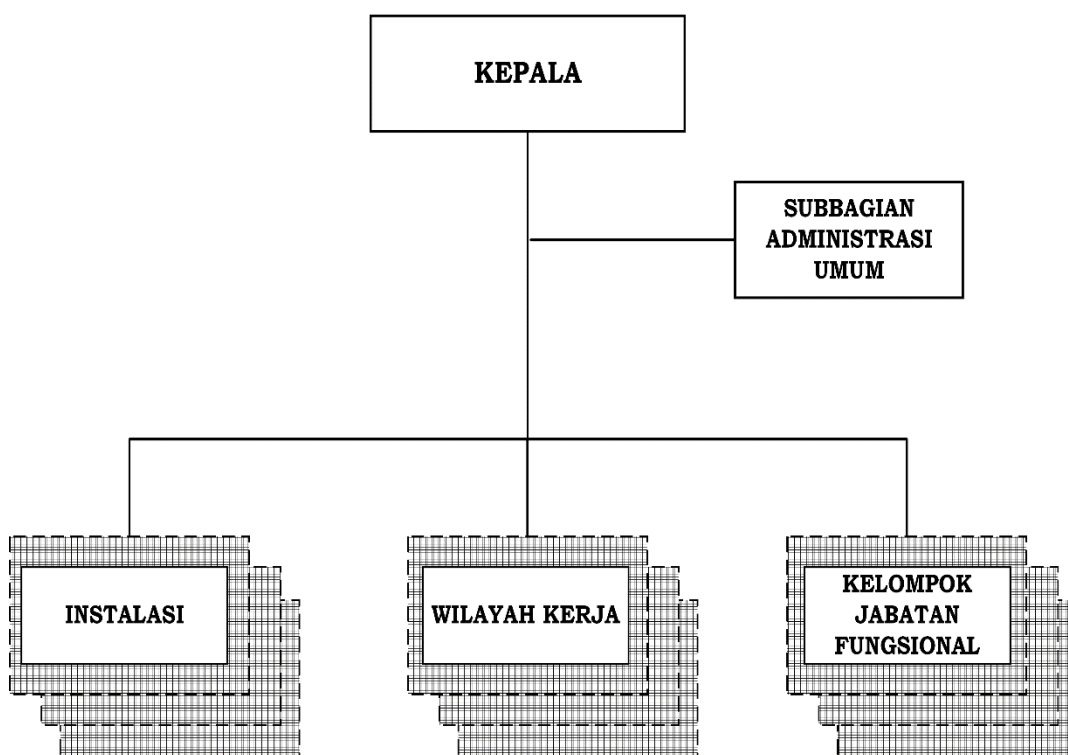 KEPALA
SUBBAGIAN
ADMINISTRASI
UMUM
INSTALASI
WILAYAH KERJA
KELOMPOK
JABATAN
FUNGSIONAL